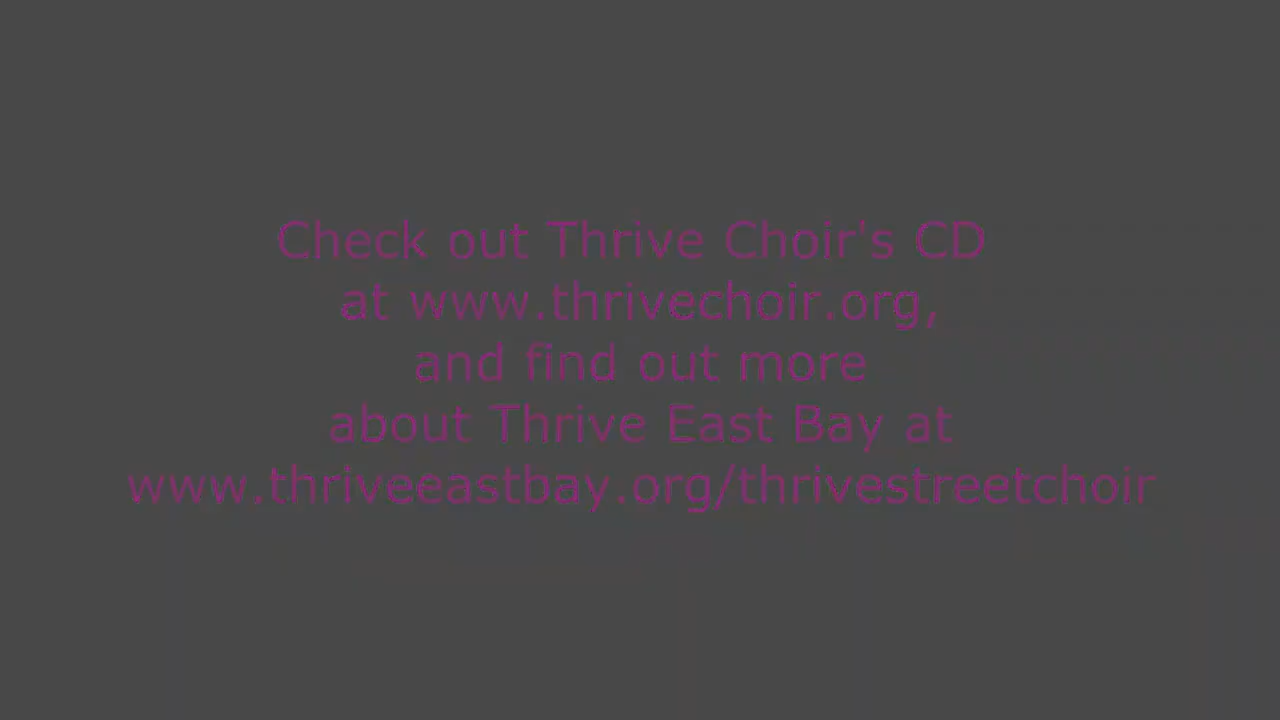 Check out Thrive Choir's CD
at www.thrivechoir.org,
and find out more
about Thrive East Bay at
www.thriveeastbay.org/thrivestreetchoir